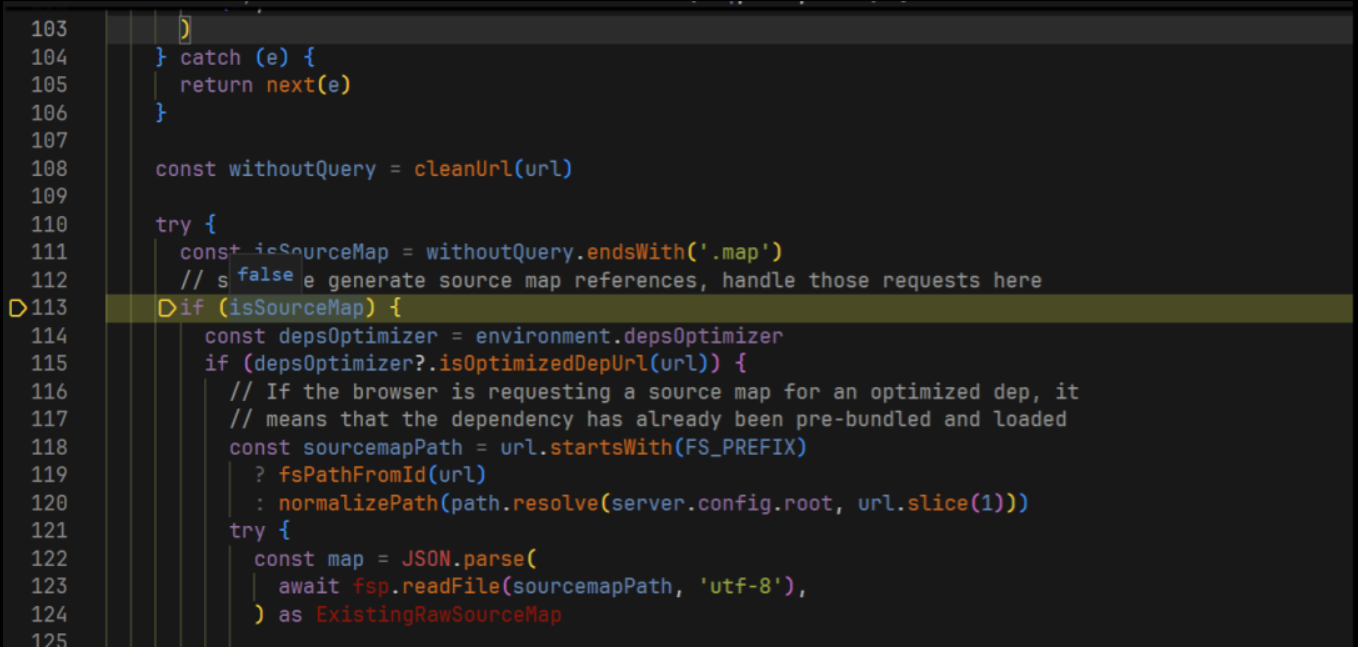 103 )
104 } catch (e) {
105 return next(e)
106 }
107
108 const withoutQuery = cleanUrl(url)
109
110 try {
111 const isSourceMap = withoutQuery.endsWith('.map')
112 // s false e generate source map references, handle those requests here
113 if (isSourceMap) {
114 const depsOptimizer = environment.depsOptimizer
115 if (depsOptimizer?.isOptimizedDepUrl(url)) {
116 // If the browser is requesting a source map for an optimized dep, it
117 // means that the dependency has already been pre-bundled and loaded
118 const sourcemapPath = url.startsWith(FS_PREFIX)
119 ? fsPathFromId(url)
120 : normalizePath(path.resolve(server.config.root, url.slice(1)))
121 try {
122 const map = JSON.parse(
123 await fsp.readFile(sourcemapPath, 'utf-8'),
124 ) as ExistingRawSourceMap
125